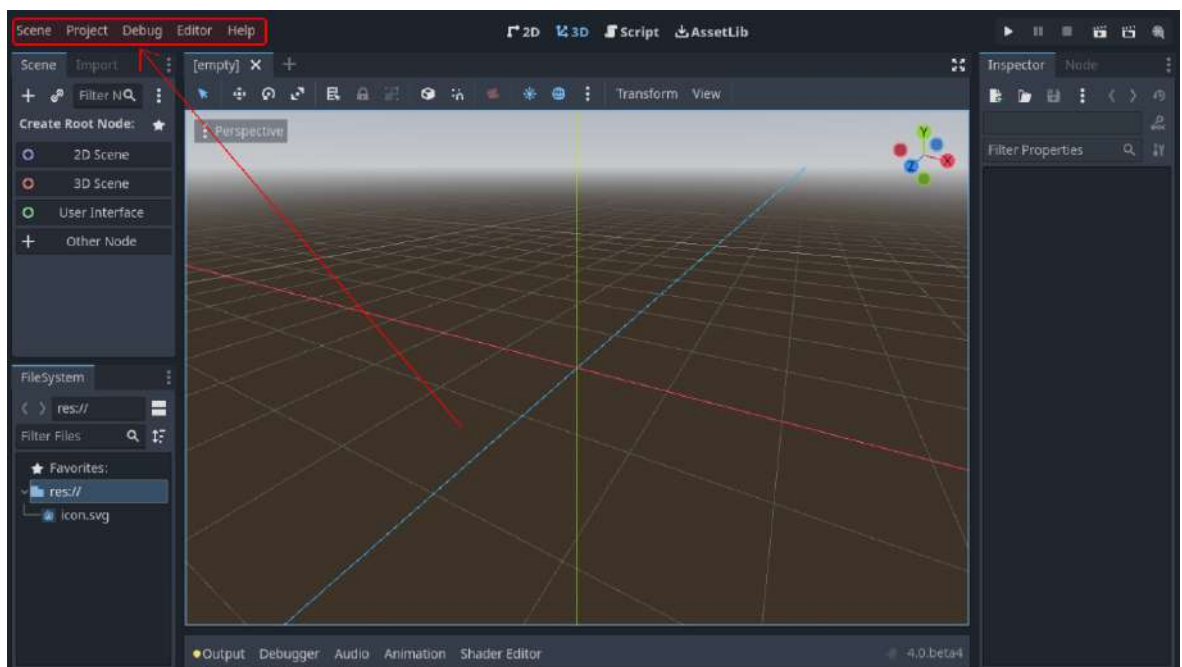 Scene Project Debug Editor Help
2D 3D Script AssetLib
Scene Import
[empty]
Inspector Node
Filter N
Transform View
Create Root Node:
Perspective
Y
X
Z
Filter Properties
2D Scene
3D Scene
User Interface
Other Node
FileSystem
res://
Filter Files
Favorites:
res://
icon.svg
Output Debugger Audio Animation Shader Editor
4.0.beta4